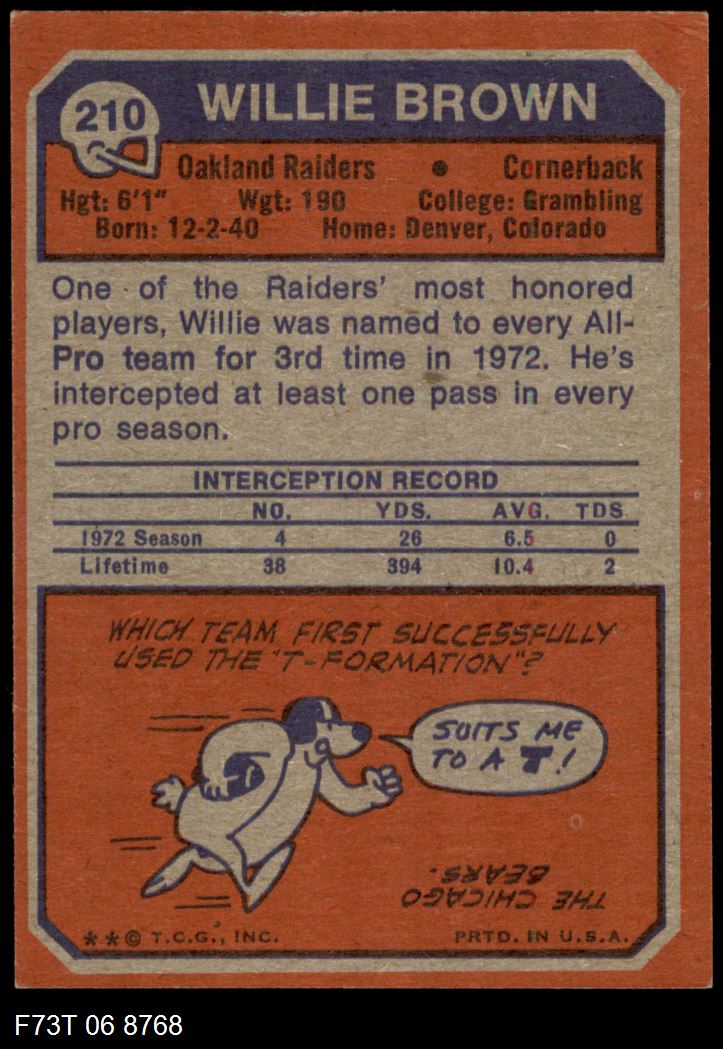 210
WILLIE BROWN
Oakland Raiders • Cornerback
Hgt: 6'1" Wgt: 190 College: Grambling
Born: 12-2-40 Home: Denver, Colorado
One of the Raiders' most honored
players, Willie was named to every All-
Pro team for 3rd time in 1972. He's
intercepted at least one pass in every
pro season.
INTERCEPTION RECORD
NO. YDS. AVG. TDS
1972 Season 4 26 6.5 0
Lifetime 38 394 10.4 2
WHICH TEAM FIRST SUCCESSFULLY
USED THE "T-FORMATION"?
SUITS ME
TO A T!
THE CHICAGO
BEARS.
**© T.C.G., INC. PRTD. IN U.S.A.
F73T 06 8768